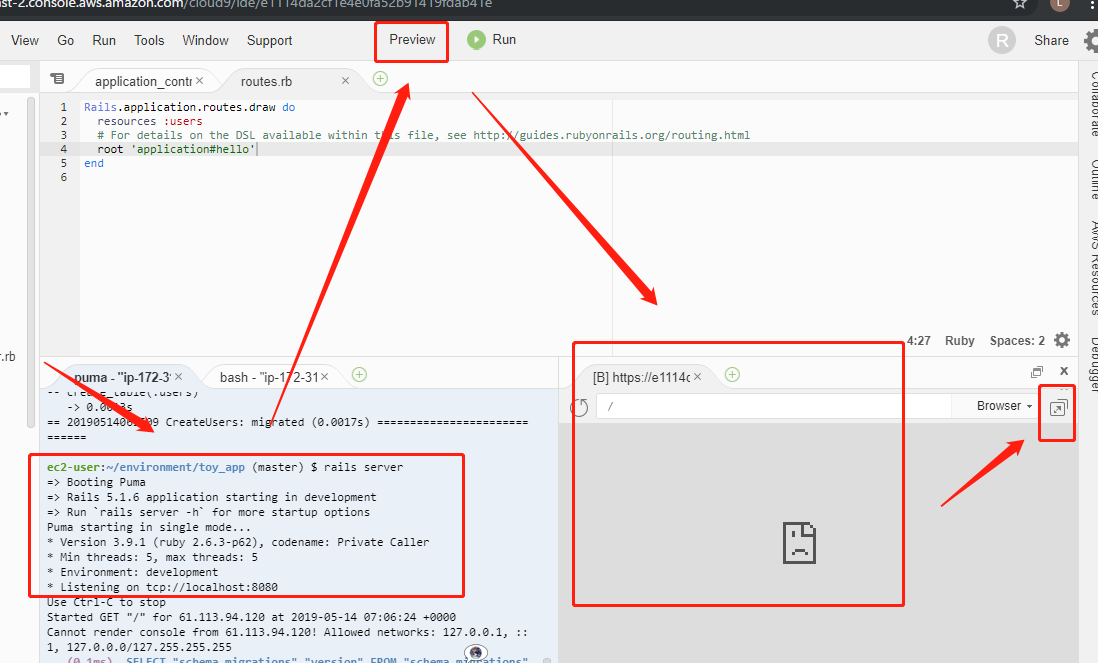 st-2.console.aws.amazon.com/cloud9/ide/e1114da2cf1e4e0fa52b91419fdab41e
L
View Go Run Tools Window Support Preview Run R Share
application_contr routes.rb
1 Rails.application.routes.draw do
2 resources :users
3 # For details on the DSL available within this file, see http://guides.rubyonrails.org/routing.html
4 root 'application#hello'
5 end
6
Collaborate
Outline
AWS Resources
Debugger
r.rb
4:27 Ruby Spaces: 2
puma - "ip-172-31 bash - "ip-172-31
[B] https://e1114c
/ Browser
-- create_table(:users)
-> 0.0013s
== 20190514061709 CreateUsers: migrated (0.0017s) =======================
======
ec2-user:~/environment/toy_app (master) $ rails server
=> Booting Puma
=> Rails 5.1.6 application starting in development
=> Run `rails server -h` for more startup options
Puma starting in single mode...
* Version 3.9.1 (ruby 2.6.3-p62), codename: Private Caller
* Min threads: 5, max threads: 5
* Environment: development
* Listening on tcp://localhost:8080
Use Ctrl-C to stop
Started GET "/" for 61.113.94.120 at 2019-05-14 07:06:24 +0000
Cannot render console from 61.113.94.120! Allowed networks: 127.0.0.1, ::
1, 127.0.0.0/127.255.255.255
(0.1ms) SELECT "schema_migrations"."version" FROM "schema_migrations"